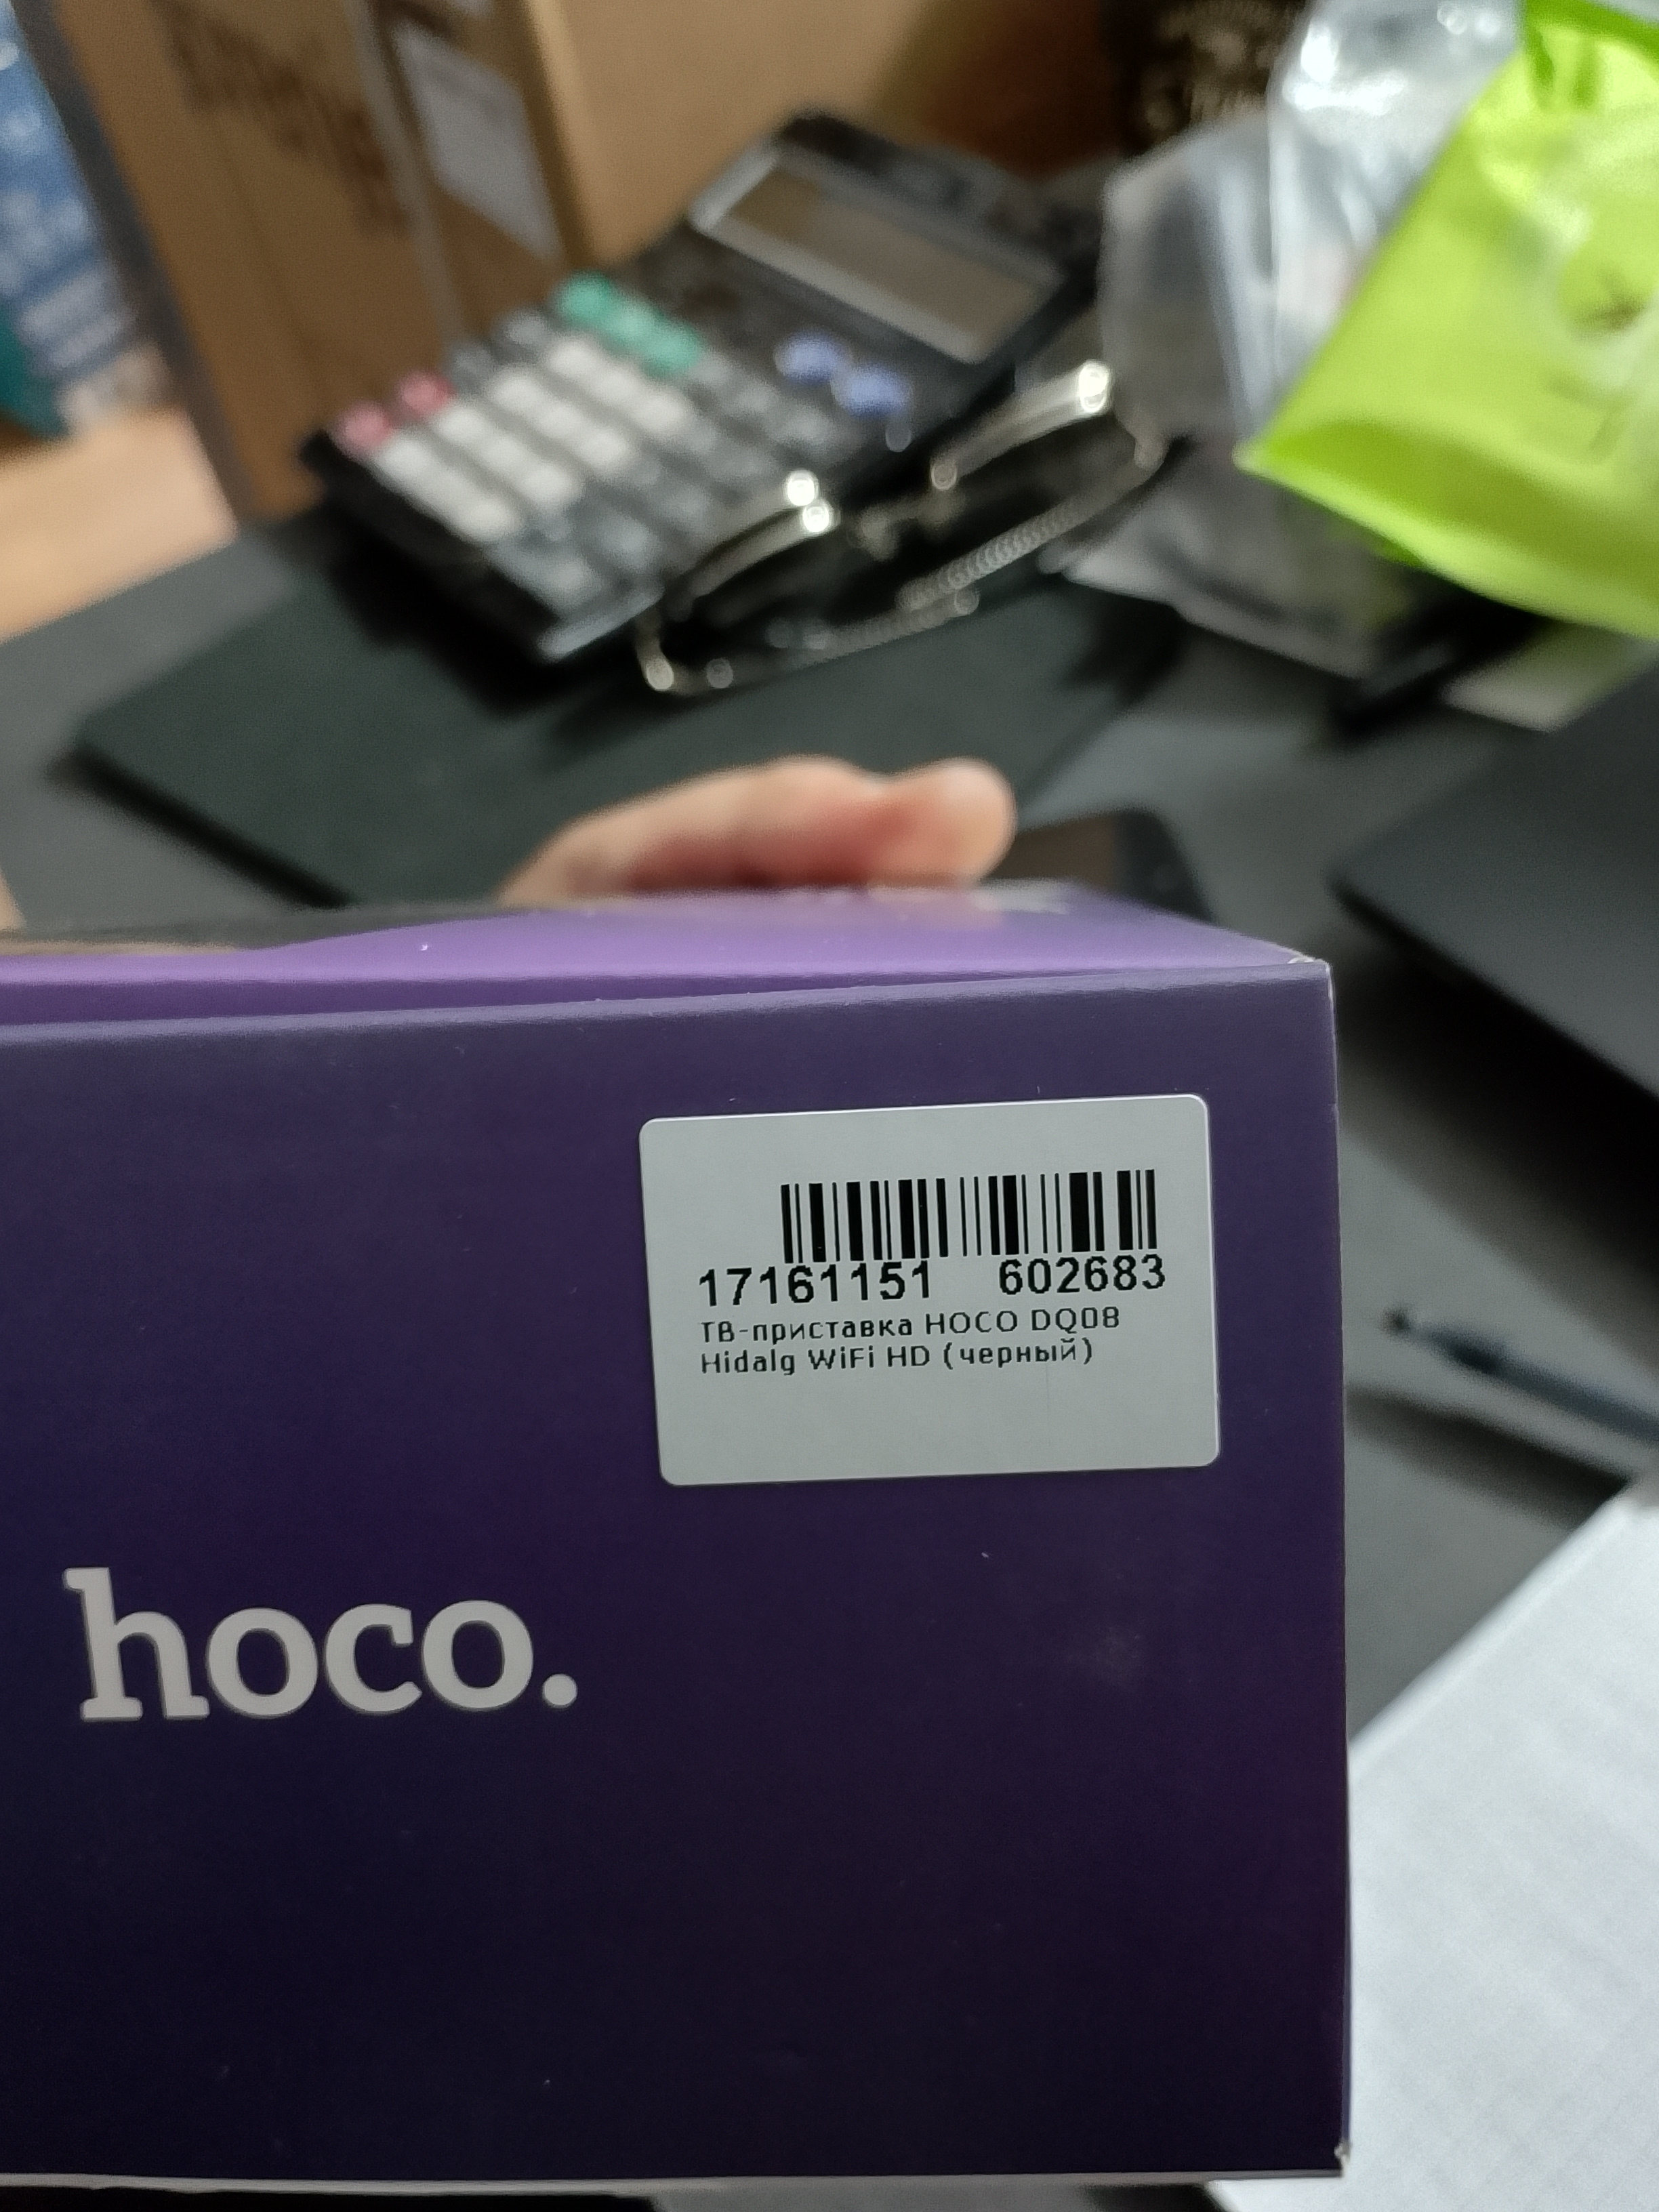 17161151 602683
ТВ-приставка HOCO DQ08
Hidalg WiFi HD (черный)
hoco.